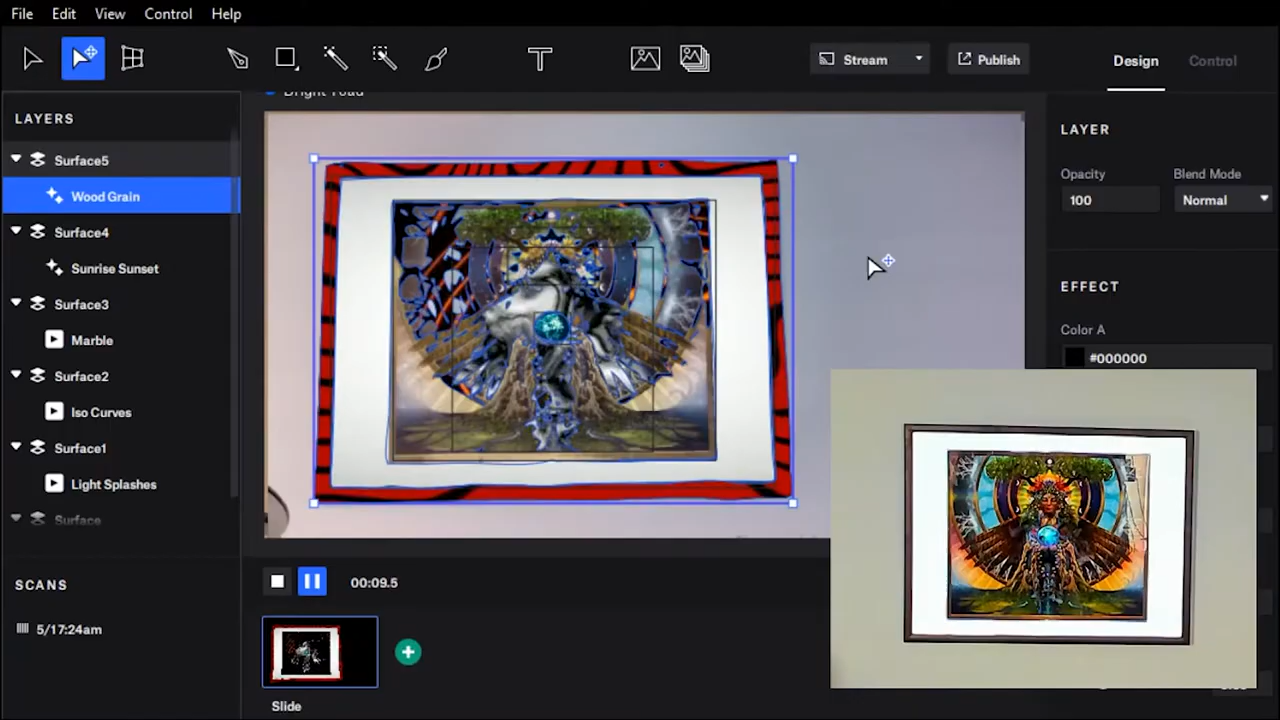 File Edit View Control Help
Stream Publish Design Control
Bright Toad
LAYERS
Surface5
Wood Grain
Surface4
Sunrise Sunset
Surface3
Marble
Surface2
Iso Curves
Surface1
Light Splashes
Surface
SCANS
5/17:24am
00:09.5
Slide
LAYER
Opacity Blend Mode
100 Normal
EFFECT
Color A
#000000